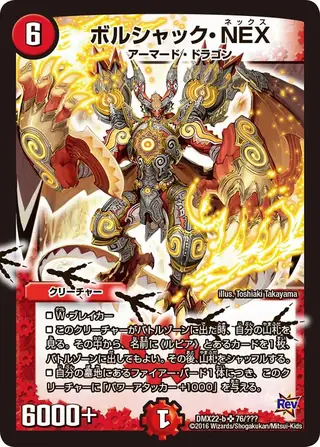 6
ネックス
ボルシャック・NEX
アーマード・ドラゴン
illus. Toshiaki Takayama
クリーチャー
■W・ブレイカー
■このクリーチャーがバトルゾーンに出た時、自分の山札を
見る。その中から、名前に《ルピア》とあるカードを1枚、
バトルゾーンに出してもよい。その後、山札をシャッフルする。
■自分の墓地にあるファイアー・バード1体につき、このク
リーチャーに「パワーアタッカー+1000」を与える。
Rev
6000+
1
DMX22-b 76/???
©2016 Wizards/Shogakukan/Mitsui-Kids